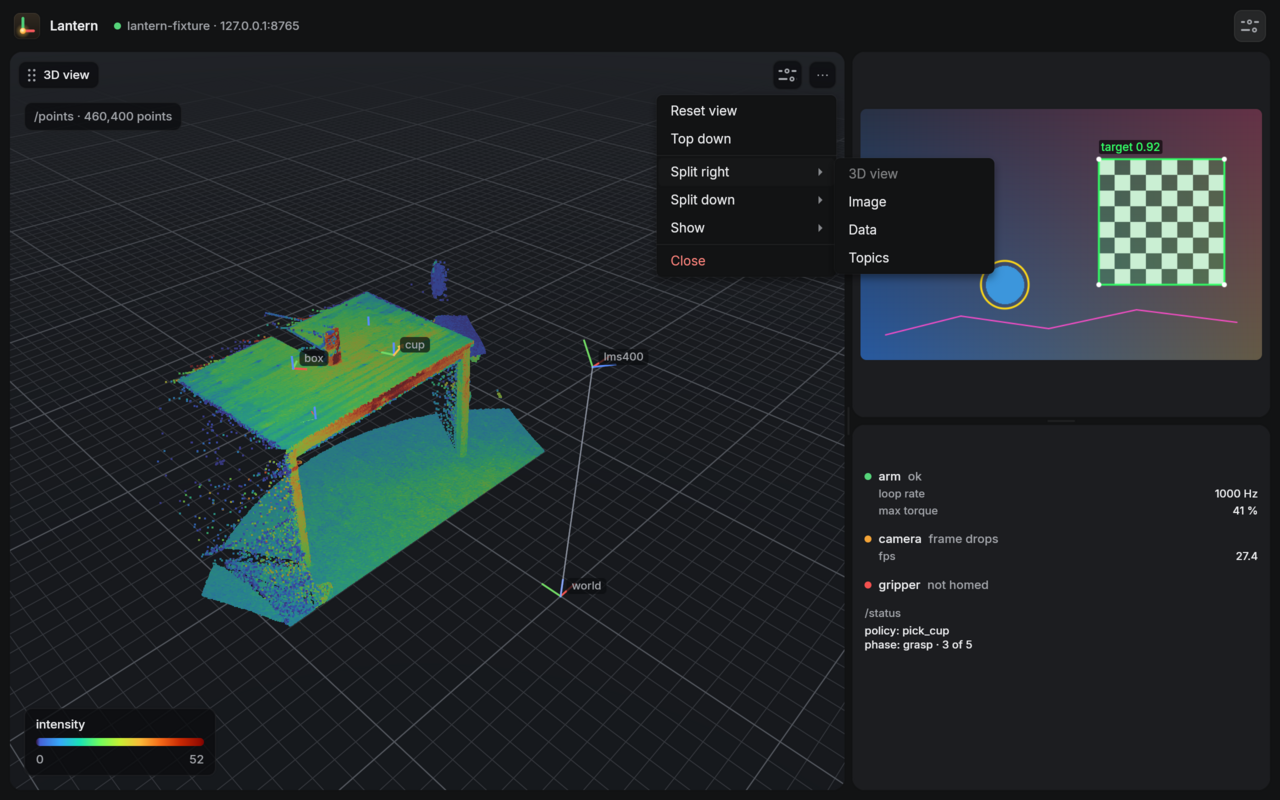 Lantern
lantern-fixture · 127.0.0.1:8765
3D view
...
/points · 460,400 points
Reset view
Top down
Split right
Split down
Show
Close
3D view
Image
Data
Topics
target 0.92
box
cup
lms400
world
intensity
0 52
arm ok
loop rate 1000 Hz
max torque 41 %
camera frame drops
fps 27.4
gripper not homed
/status
policy: pick_cup
phase: grasp · 3 of 5